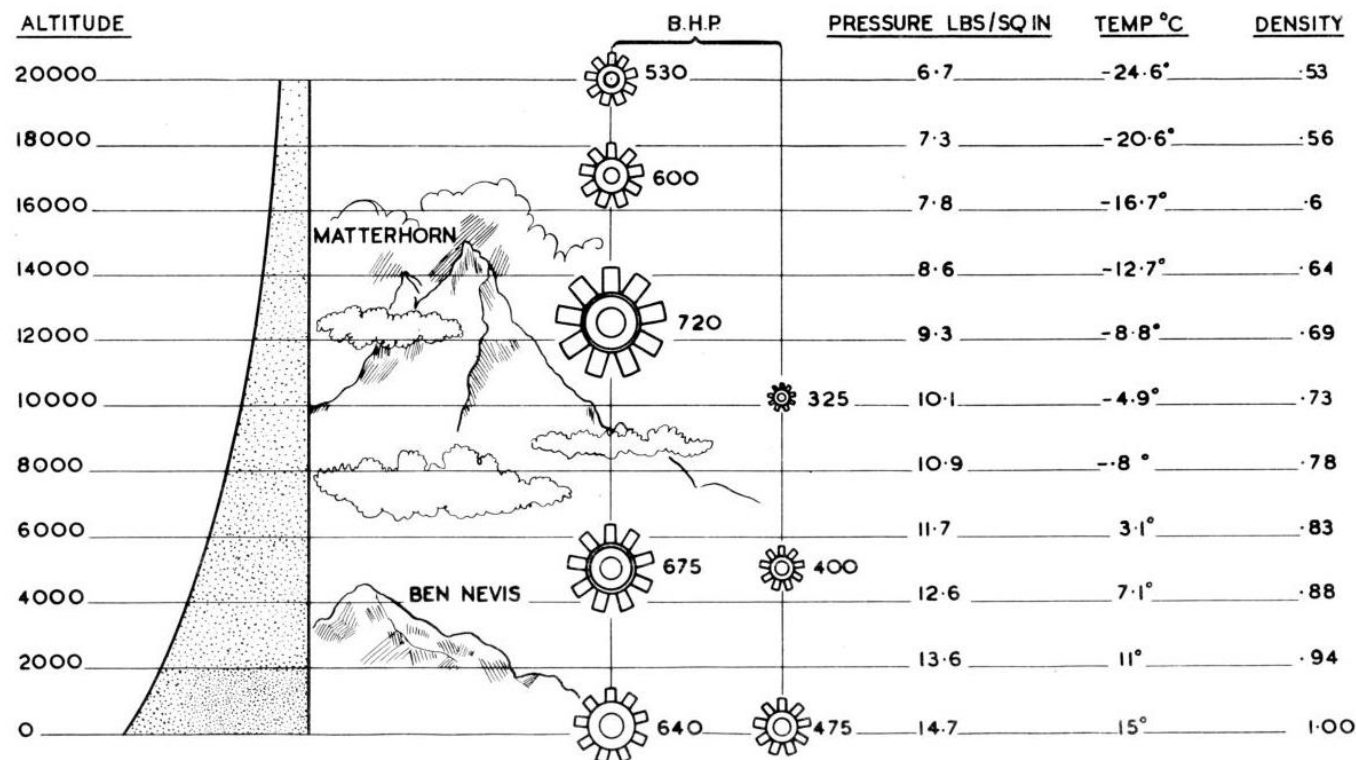 ALTITUDE B.H.P. PRESSURE LBS/SQ IN TEMP °C DENSITY
20000 530 6·7 -24·6° ·53
18000 7·3 -20·6° ·56
600
16000 7·8 -16·7° ·6
MATTERHORN
14000 8·6 -12·7° ·64
720
12000 9·3 -8·8° ·69
10000 325 10·1 -4·9° ·73
8000 10·9 -·8° ·78
6000 11·7 3·1° ·83
675 400
4000 BEN NEVIS 12·6 7·1° ·88
2000 13·6 11° ·94
0 640 475 14·7 15° 1·00